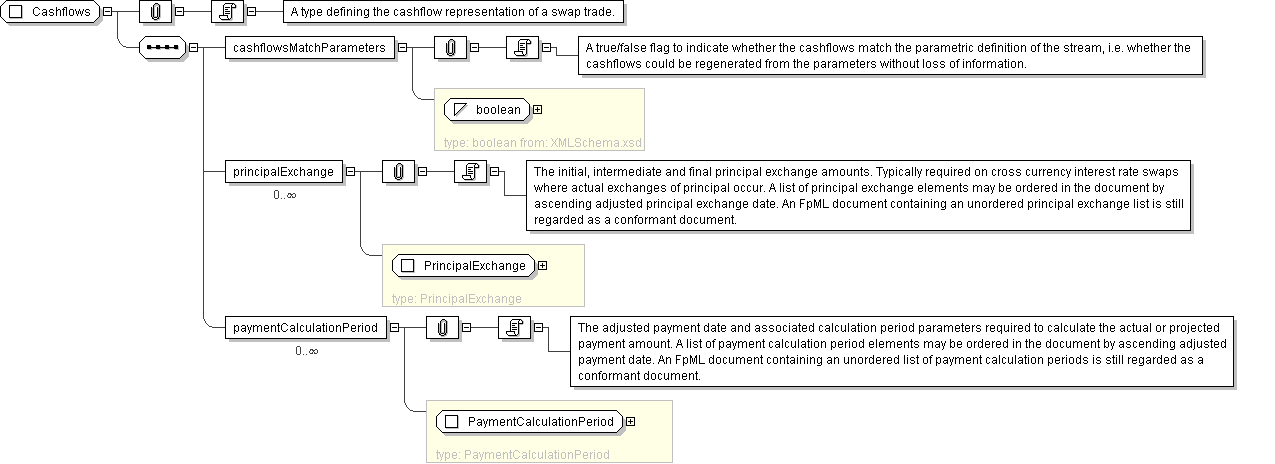 Cashflows
A type defining the cashflow representation of a swap trade.
cashflowsMatchParameters
A true/false flag to indicate whether the cashflows match the parametric definition of the stream, i.e. whether the
cashflows could be regenerated from the parameters without loss of information.
boolean
type: boolean from: XMLSchema.xsd
principalExchange
0..∞
The initial, intermediate and final principal exchange amounts. Typically required on cross currency interest rate swaps
where actual exchanges of principal occur. A list of principal exchange elements may be ordered in the document by
ascending adjusted principal exchange date. An FpML document containing an unordered principal exchange list is still
regarded as a conformant document.
PrincipalExchange
type: PrincipalExchange
paymentCalculationPeriod
0..∞
The adjusted payment date and associated calculation period parameters required to calculate the actual or projected
payment amount. A list of payment calculation period elements may be ordered in the document by ascending adjusted
payment date. An FpML document containing an unordered list of payment calculation periods is still regarded as a
conformant document.
PaymentCalculationPeriod
type: PaymentCalculationPeriod